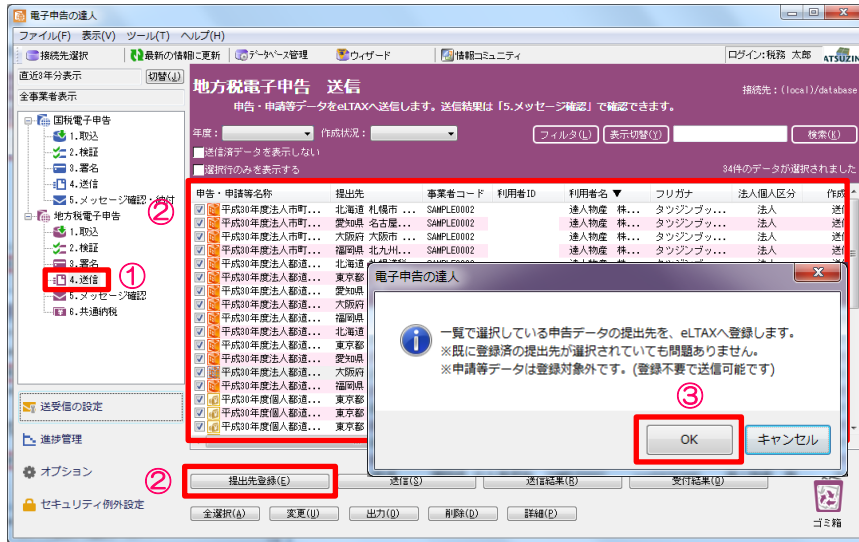 電子申告の達人
ファイル(F) 表示(V) ツール(T) ヘルプ(H)
接続先選択 最新の情報に更新 データベース管理 ウィザード 情報コミュニティ ログイン:税務 太郎 ATSUZIN
直近3年分表示 切替(J)
全事業者表示
国税電子申告
1.取込
2.検証
3.署名
4.送信
5.メッセージ確認・納付
②
地方税電子申告
1.取込
2.検証
3.署名
4.送信
①
5.メッセージ確認
6.共通納税
送受信の設定
進捗管理
オプション
セキュリティ例外設定
地方税電子申告 送信
接続先:(local)/database
申告・申請等データをeLTAXへ送信します。送信結果は「5.メッセージ確認」で確認できます。
年度: 作成状況: フィルタ(L) 表示切替(Y) 検索(K)
送信済データを表示しない
選択行のみを表示する 34件のデータが選択されました
申告・申請等名称 提出先 事業者コード 利用者ID 利用者名 ▼ フリガナ 法人個人区分 作成
平成30年度法人市町... 北海道 札幌市 ... SAMPLE0002 達人物産 株... タツジンブッ... 法人 送信
平成30年度法人市町... 愛知県 名古屋... SAMPLE0002 達人物産 株... タツジンブッ... 法人 送信
平成30年度法人市町... 大阪府 大阪市 ... SAMPLE0002 達人物産 株... タツジンブッ... 法人 送信
平成30年度法人市町... 福岡県 北九州... SAMPLE0002 達人物産 株... タツジンブッ... 法人 送信
平成30年度法人都道... 北海道
平成30年度法人都道... 東京都
平成30年度法人都道... 愛知県
平成30年度法人都道... 大阪府
平成30年度法人都道... 福岡県
平成30年度法人都道... 北海道
平成30年度法人都道... 東京都
平成30年度法人都道... 愛知県
平成30年度法人都道... 大阪府
平成30年度法人都道... 福岡県
平成30年度個人都道... 東京都
平成30年度個人都道... 東京都
平成30年度個人都道... 東京都
電子申告の達人
一覧で選択している申告データの提出先を、eLTAXへ登録します。
※既に登録済の提出先が選択されていても問題ありません。
※申請等データは登録対象外です。(登録不要で送信可能です)
③
OK キャンセル
②
提出先登録(E) 送信(S) 送信結果(R) 受付結果(Q)
全選択(A) 変更(U) 出力(O) 削除(D) 詳細(P)
ゴミ箱